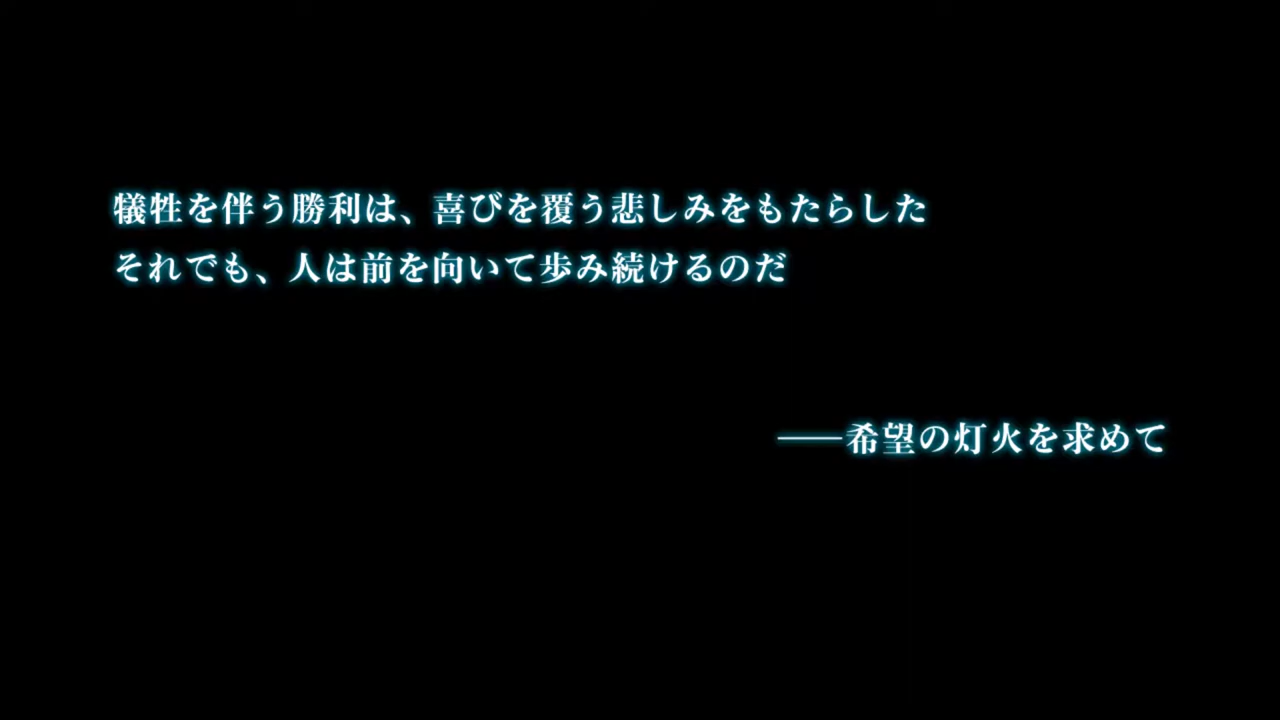 犠牲を伴う勝利は、喜びを覆う悲しみをもたらした
それでも、人は前を向いて歩み続けるのだ
――希望の灯火を求めて